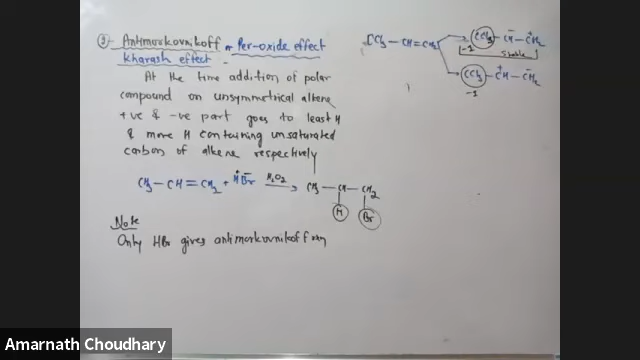 3- Antimarkovnikoff or Per-oxide effect
kharash effect -
At the time addition of polar
compound on unsymmetrical alkene
+ve & -ve part goes to least H
& more H containing unsaturated
carbon of alkene respectively
CH3 - CH = CH2 + HBr H2O2 CH3 - CH - CH2
H Br
Note
Only HBr gives antimarkovnikoff rxn
CCl3 - CH = CH2
CCl3 - CH - CH2
-I Stable
CCl3 - CH - CH2
-I
Amarnath Choudhary